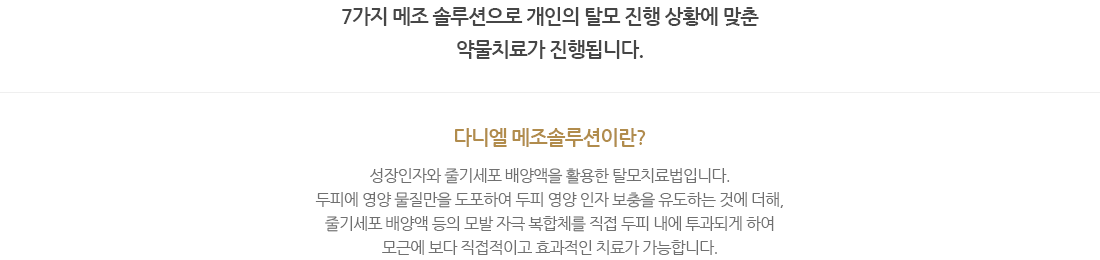 7가지 메조 솔루션으로 개인의 탈모 진행 상황에 맞춘
약물치료가 진행됩니다.
다니엘 메조솔루션이란?
성장인자와 줄기세포 배양액을 활용한 탈모치료법입니다.
두피에 영양 물질만을 도포하여 두피 영양 인자 보충을 유도하는 것에 더해,
줄기세포 배양액 등의 모발 자극 복합체를 직접 두피 내에 투과되게 하여
모근에 보다 직접적이고 효과적인 치료가 가능합니다.